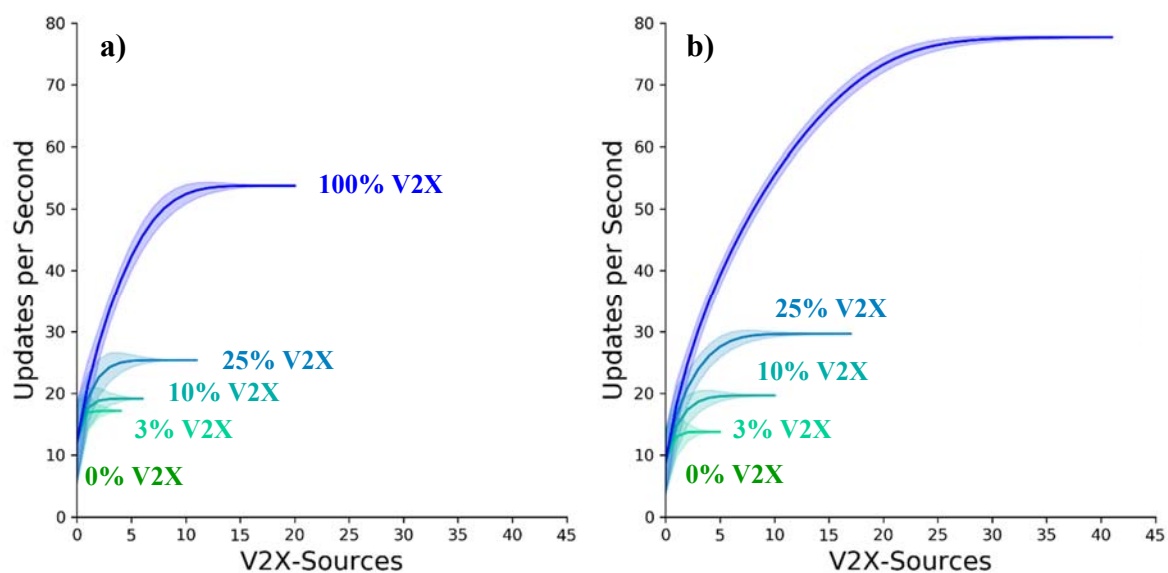 a)
Updates per Second
80
70
60
50
40
30
20
10
0
100% V2X
25% V2X
10% V2X
3% V2X
0% V2X
0 5 10 15 20 25 30 35 40 45
V2X-Sources
b)
Updates per Second
80
70
60
50
40
30
20
10
0
25% V2X
10% V2X
3% V2X
0% V2X
0 5 10 15 20 25 30 35 40 45
V2X-Sources